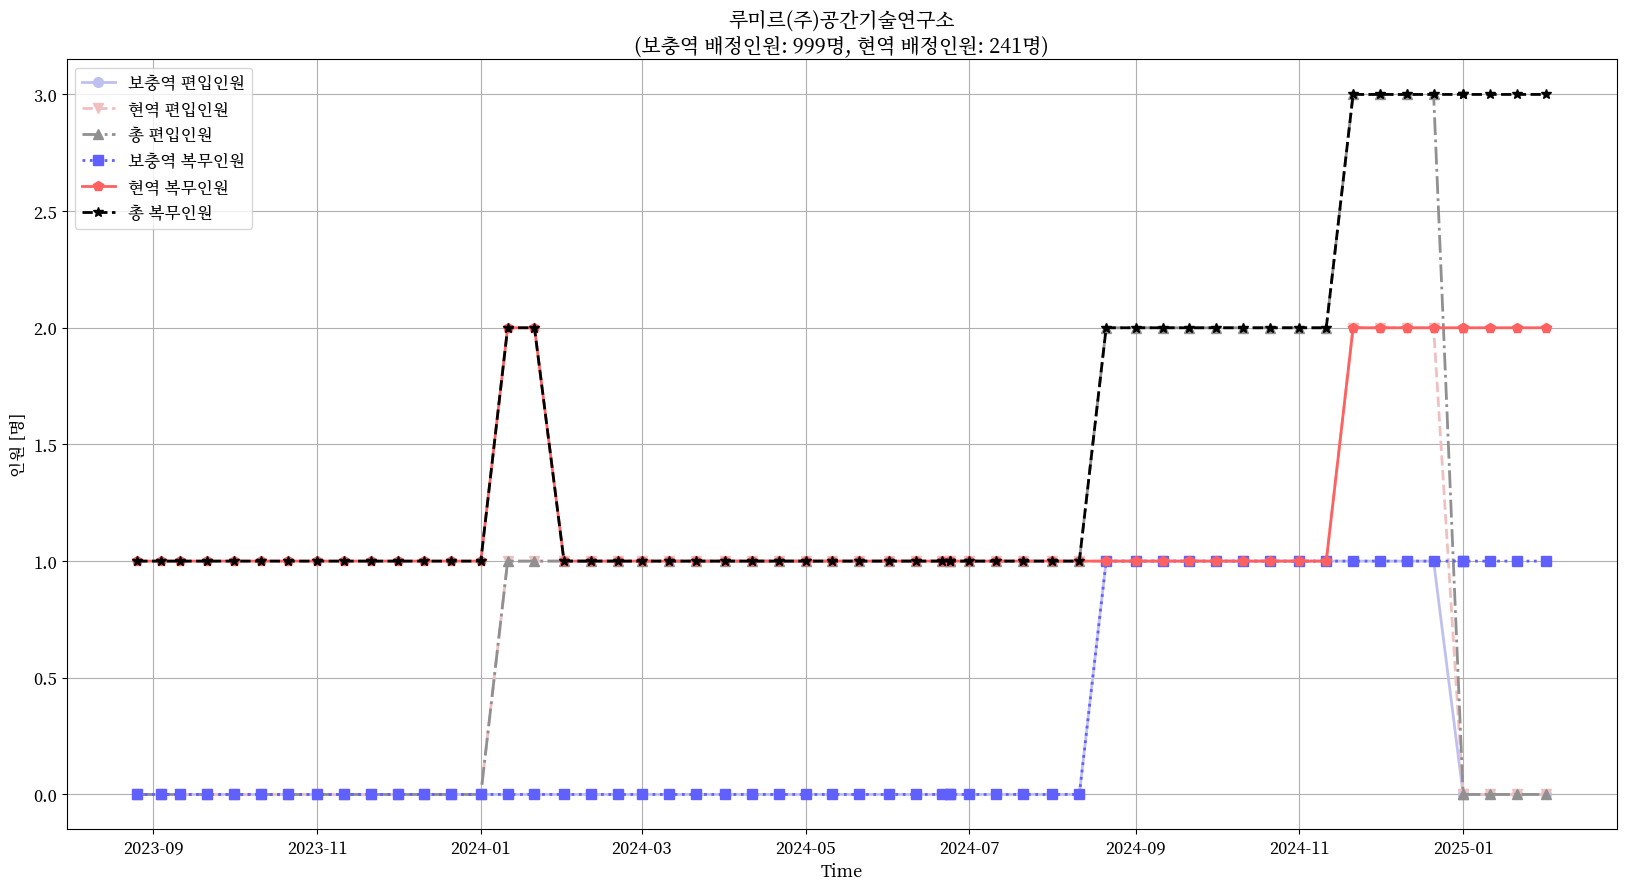 루미르(주)공간기술연구소
(보충역 배정인원: 999명, 현역 배정인원: 241명)
보충역 편입인원
현역 편입인원
총 편입인원
보충역 복무인원
현역 복무인원
총 복무인원
인원 [명]
3.0
2.5
2.0
1.5
1.0
0.5
0.0
2023-09
2023-11
2024-01
2024-03
2024-05
2024-07
2024-09
2024-11
2025-01
Time